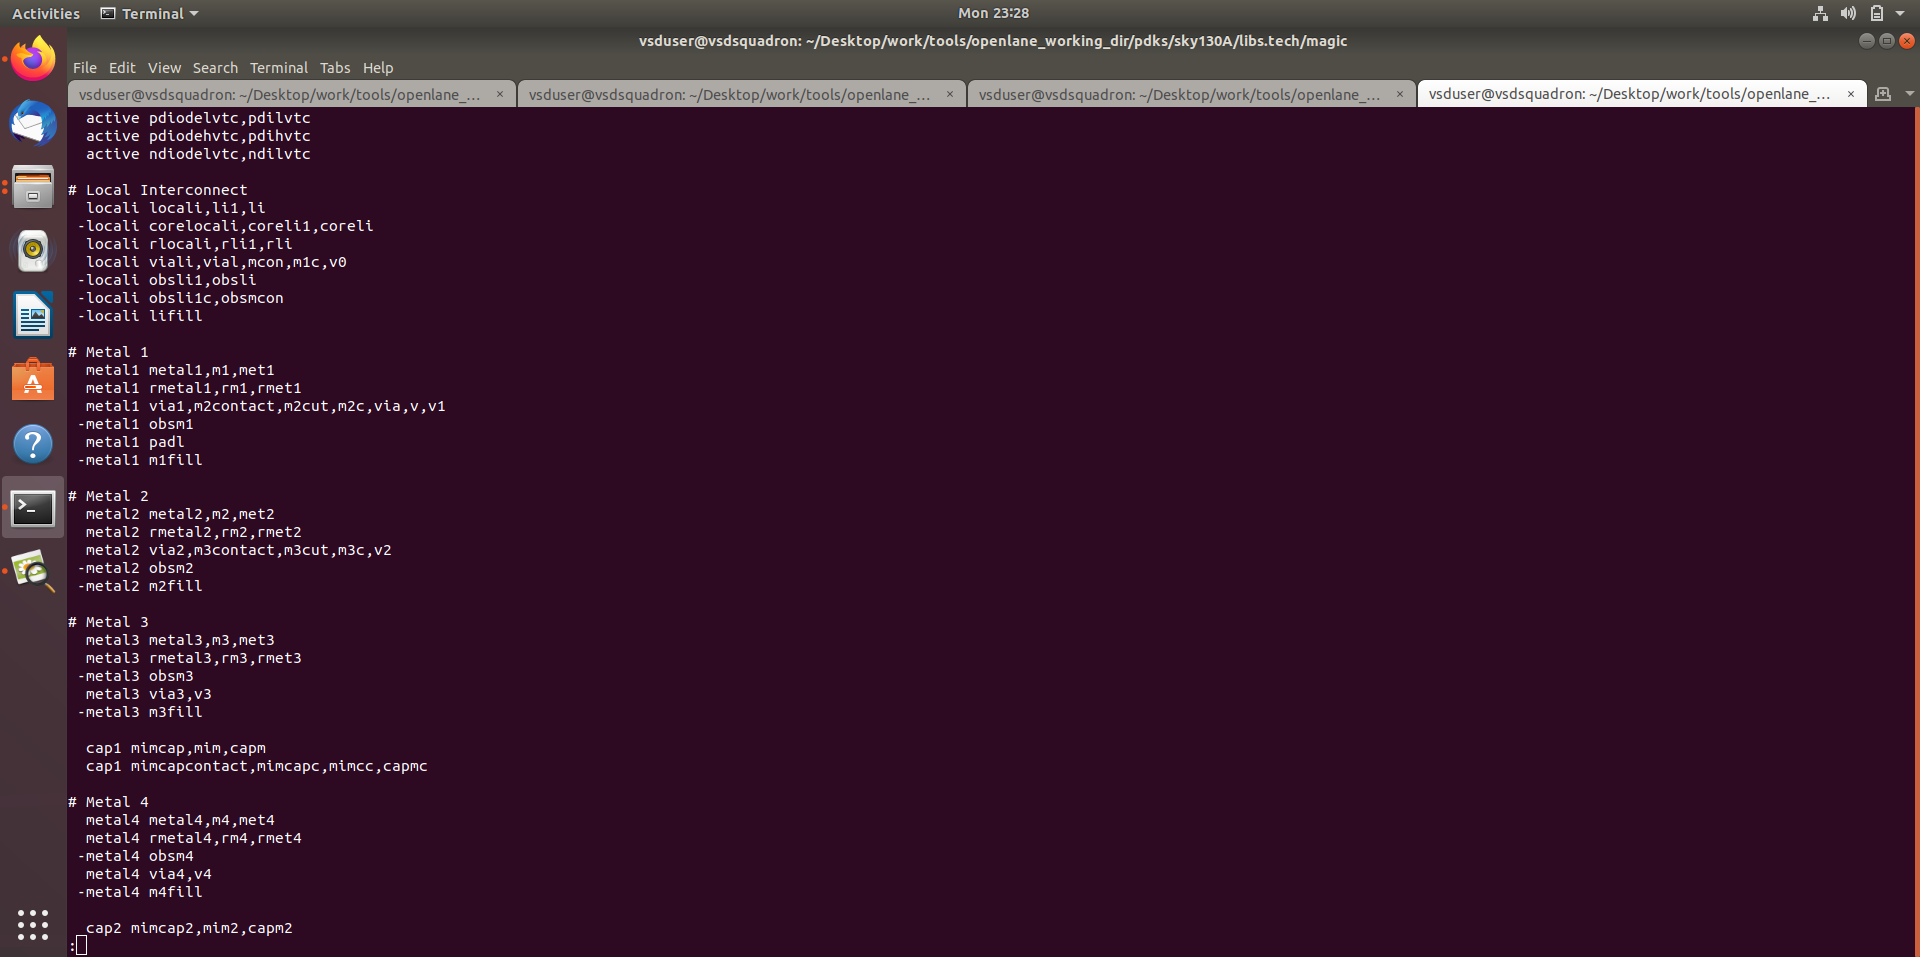 Activities Terminal Mon 23:28
vsduser@vsdsquadron: ~/Desktop/work/tools/openlane_working_dir/pdks/sky130A/libs.tech/magic
File Edit View Search Terminal Tabs Help
vsduser@vsdsquadron: ~/Desktop/work/tools/openlane_... × vsduser@vsdsquadron: ~/Desktop/work/tools/openlane_... × vsduser@vsdsquadron: ~/Desktop/work/tools/openlane_... × vsduser@vsdsquadron: ~/Desktop/work/tools/openlane_... ×
  active pdiodelvtc,pdilvtc
  active pdiodehvtc,pdihvtc
  active ndiodelvtc,ndilvtc

# Local Interconnect
  locali locali,li1,li
 -locali corelocali,coreli1,coreli
  locali rlocali,rli1,rli
  locali viali,vial,mcon,m1c,v0
 -locali obsli1,obsli
 -locali obsli1c,obsmcon
 -locali lifill

# Metal 1
  metal1 metal1,m1,met1
  metal1 rmetal1,rm1,rmet1
  metal1 via1,m2contact,m2cut,m2c,via,v,v1
 -metal1 obsm1
  metal1 padl
 -metal1 m1fill

# Metal 2
  metal2 metal2,m2,met2
  metal2 rmetal2,rm2,rmet2
  metal2 via2,m3contact,m3cut,m3c,v2
 -metal2 obsm2
 -metal2 m2fill

# Metal 3
  metal3 metal3,m3,met3
  metal3 rmetal3,rm3,rmet3
 -metal3 obsm3
  metal3 via3,v3
 -metal3 m3fill

  cap1 mimcap,mim,capm
  cap1 mimcapcontact,mimcapc,mimcc,capmc

# Metal 4
  metal4 metal4,m4,met4
  metal4 rmetal4,rm4,rmet4
 -metal4 obsm4
  metal4 via4,v4
 -metal4 m4fill

  cap2 mimcap2,mim2,capm2
: